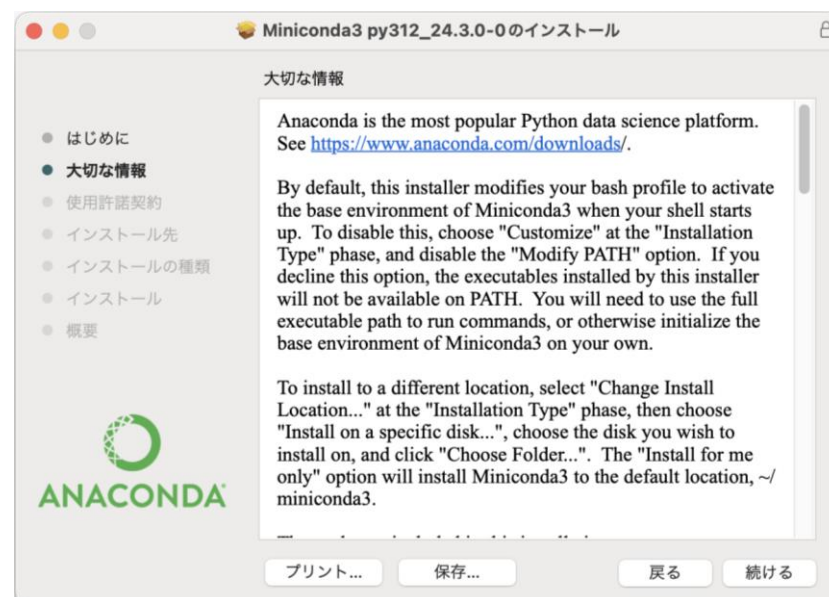 Miniconda3 py312_24.3.0-0のインストール
大切な情報
はじめに
大切な情報
使用許諾契約
インストール先
インストールの種類
インストール
概要
ANACONDA
Anaconda is the most popular Python data science platform.
See https://www.anaconda.com/downloads/.
By default, this installer modifies your bash profile to activate
the base environment of Miniconda3 when your shell starts
up.  To disable this, choose "Customize" at the "Installation
Type" phase, and disable the "Modify PATH" option.  If you
decline this option, the executables installed by this installer
will not be available on PATH.  You will need to use the full
executable path to run commands, or otherwise initialize the
base environment of Miniconda3 on your own.
To install to a different location, select "Change Install
Location..." at the "Installation Type" phase, then choose
"Install on a specific disk...", choose the disk you wish to
install on, and click "Choose Folder...".  The "Install for me
only" option will install Miniconda3 to the default location, ~/
miniconda3.
プリント...
保存...
戻る
続ける